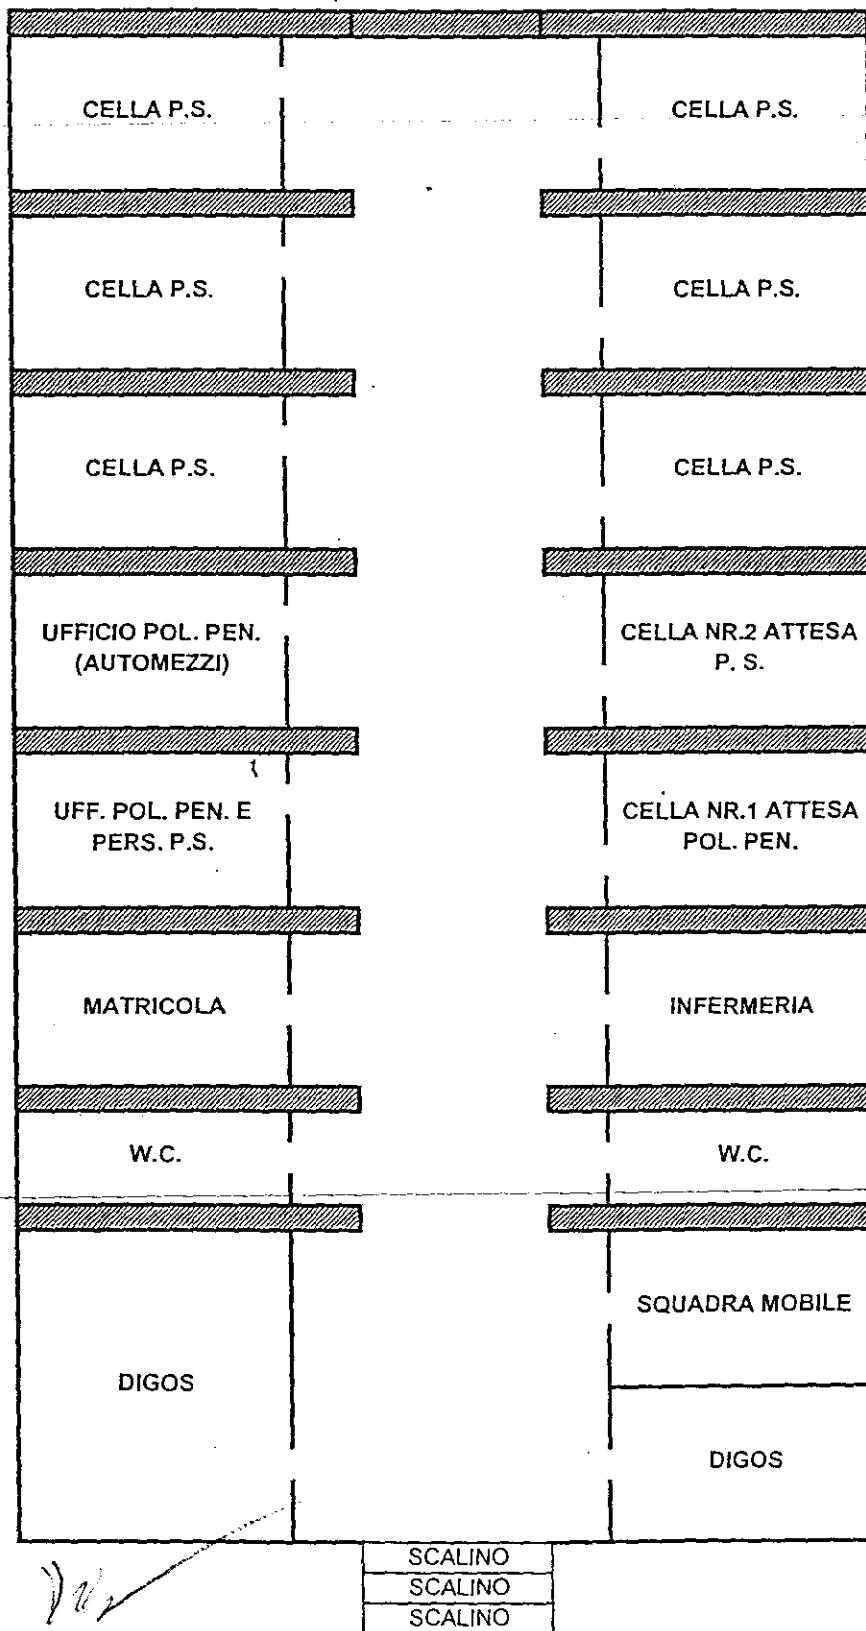 CELLA P.S.
CELLA P.S.
CELLA P.S.
CELLA P.S.
CELLA P.S.
CELLA P.S.
UFFICIO POL. PEN.
(AUTOMEZZI)
CELLA NR.2 ATTESA
P. S.
UFF. POL. PEN. E
PERS. P.S.
CELLA NR.1 ATTESA
POL. PEN.
MATRICOLA
INFERMERIA
W.C.
W.C.
SQUADRA MOBILE
DIGOS
DIGOS
SCALINO
SCALINO
SCALINO